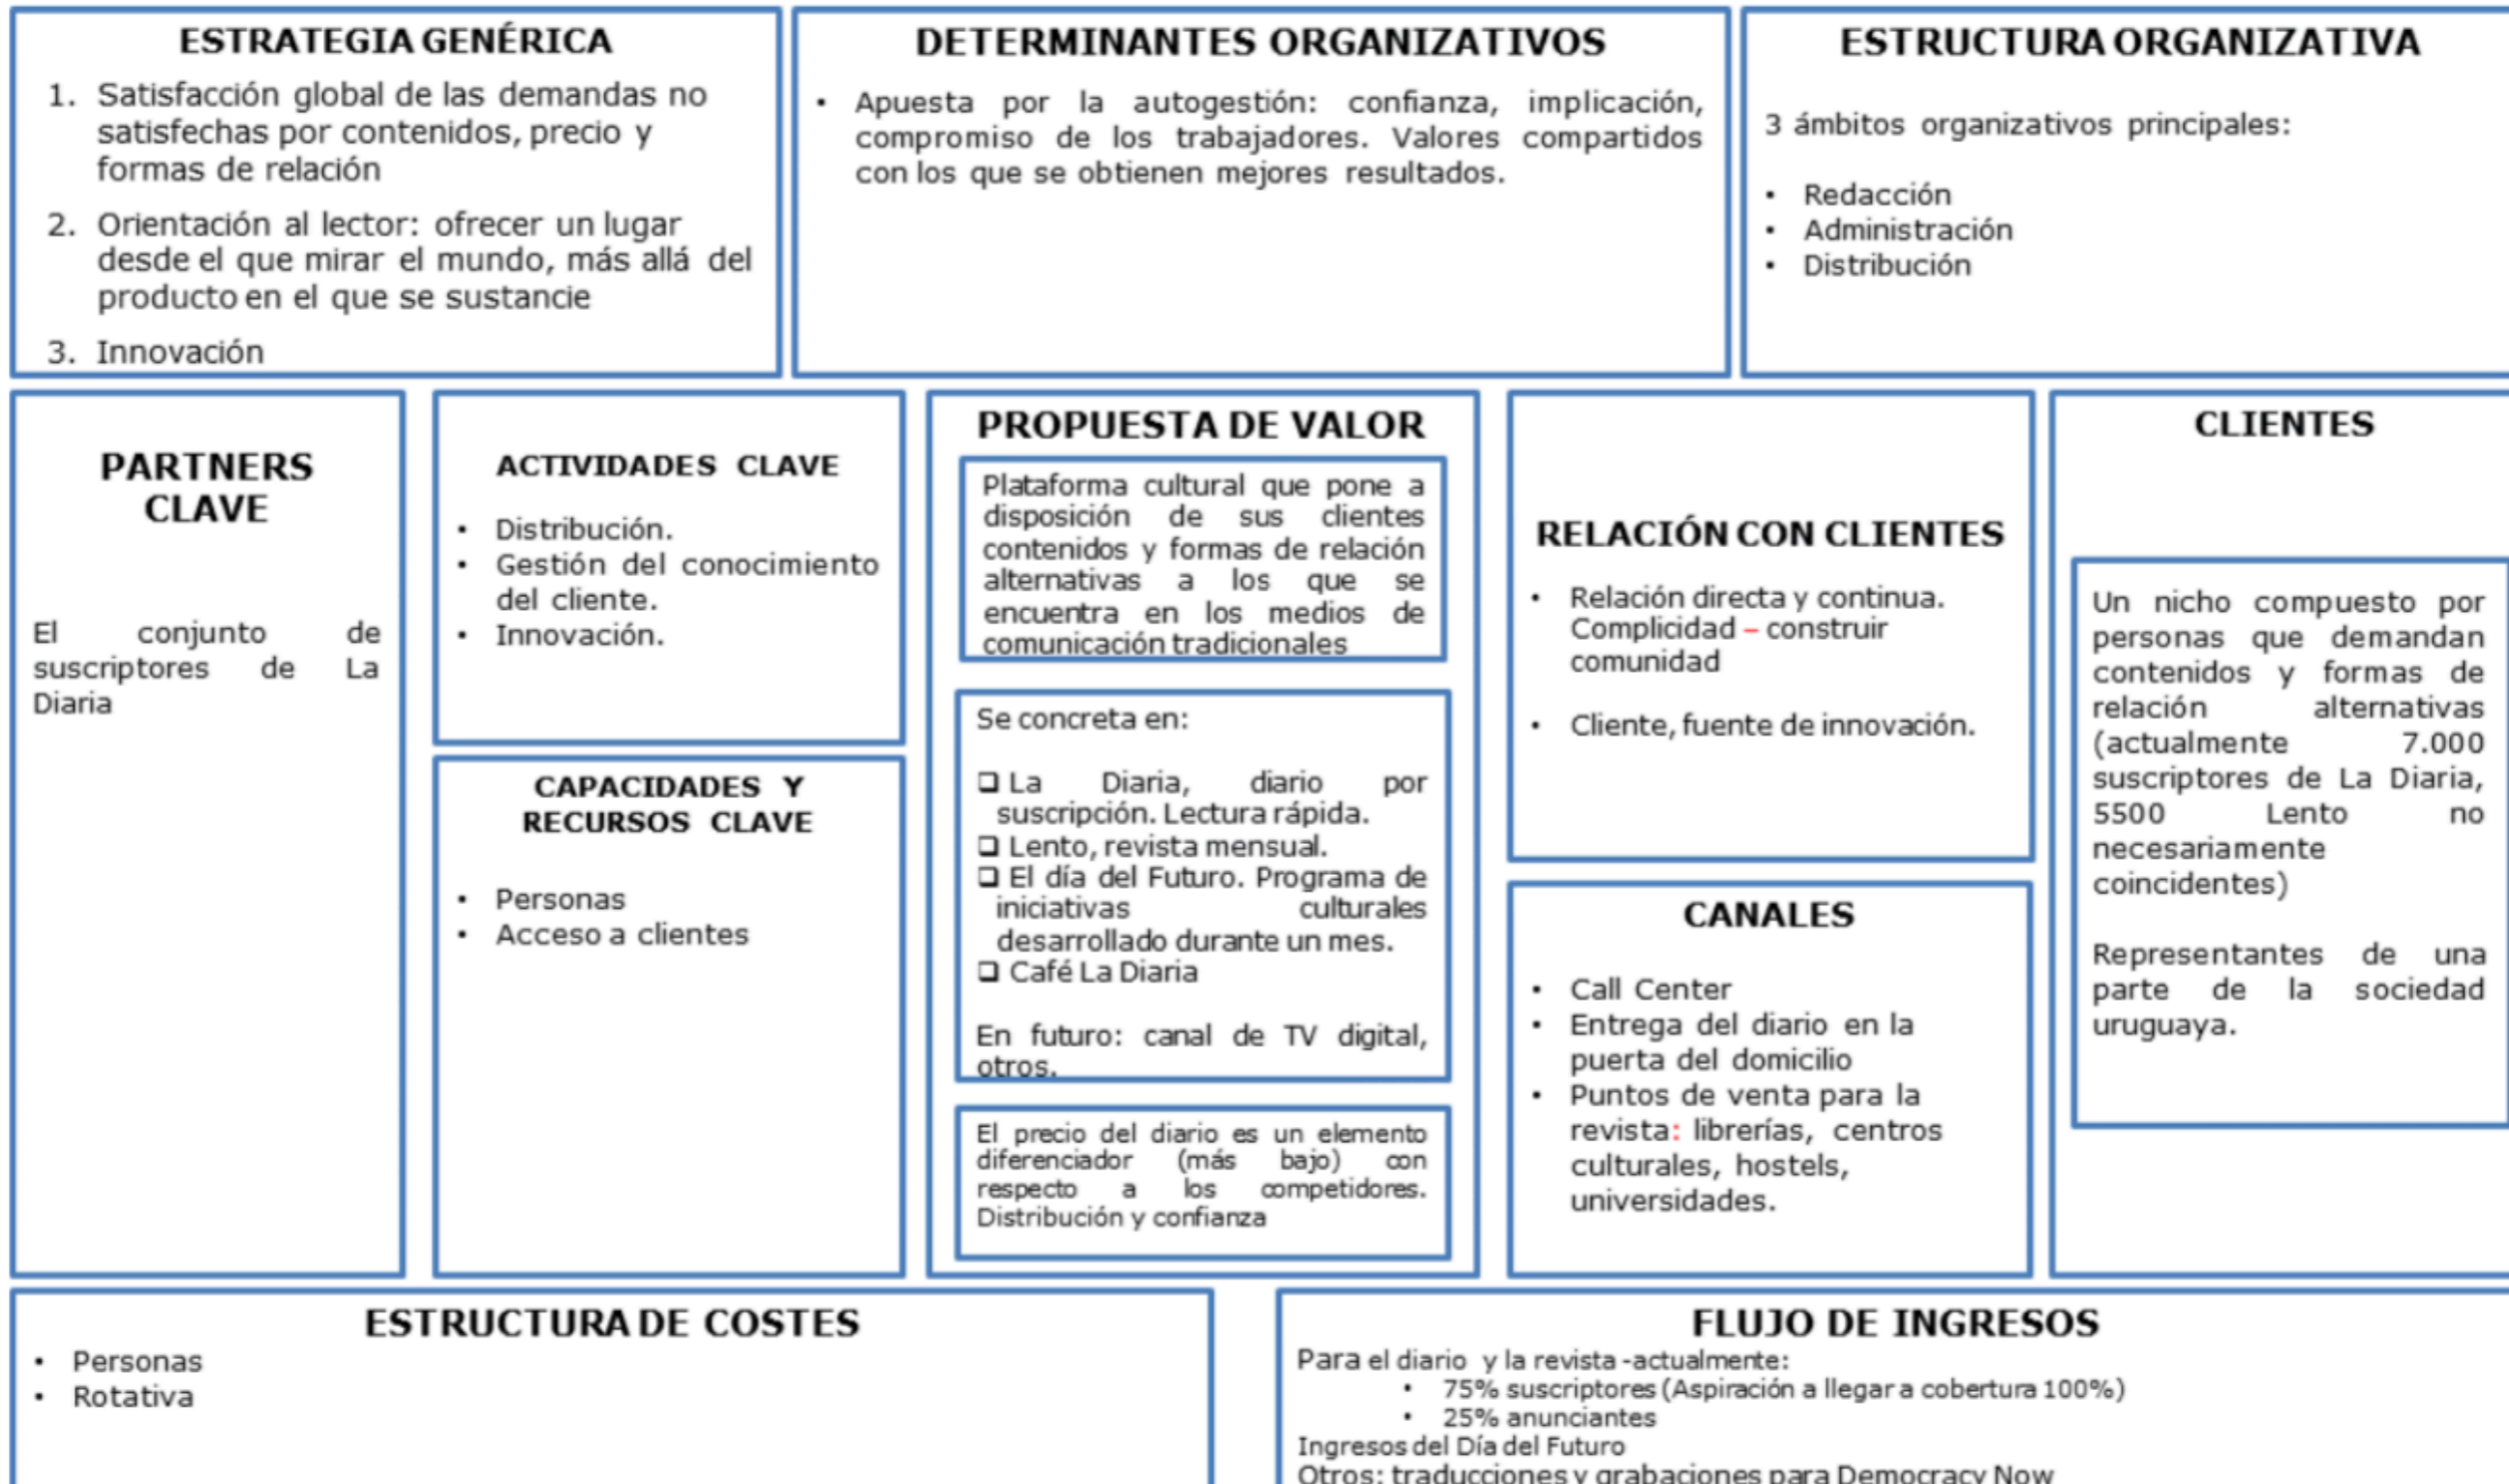 ESTRATEGIA GENÉRICA
1. Satisfacción global de las demandas no
satisfechas por contenidos, precio y
formas de relación
2. Orientación al lector: ofrecer un lugar
desde el que mirar el mundo, más allá del
producto en el que se sustancie
3. Innovación
DETERMINANTES ORGANIZATIVOS
• Apuesta por la autogestión: confianza, implicación,
compromiso de los trabajadores. Valores compartidos
con los que se obtienen mejores resultados.
ESTRUCTURA ORGANIZATIVA
3 ámbitos organizativos principales:
• Redacción
• Administración
• Distribución
PARTNERS
CLAVE
El conjunto de
suscriptores de La
Diaria
ACTIVIDADES CLAVE
• Distribución.
• Gestión del conocimiento
del cliente.
• Innovación.
CAPACIDADES Y
RECURSOS CLAVE
• Personas
• Acceso a clientes
PROPUESTA DE VALOR
Plataforma cultural que pone a
disposición de sus clientes
contenidos y formas de relación
alternativas a los que se
encuentra en los medios de
comunicación tradicionales
Se concreta en:
❑ La Diaria, diario por
suscripción. Lectura rápida.
❑ Lento, revista mensual.
❑ El día del Futuro. Programa de
iniciativas culturales
desarrollado durante un mes.
❑ Café La Diaria
En futuro: canal de TV digital,
otros.
El precio del diario es un elemento
diferenciador (más bajo) con
respecto a los competidores.
Distribución y confianza
RELACIÓN CON CLIENTES
• Relación directa y continua.
Complicidad – construir
comunidad
• Cliente, fuente de innovación.
CANALES
• Call Center
• Entrega del diario en la
puerta del domicilio
• Puntos de venta para la
revista: librerías, centros
culturales, hostels,
universidades.
CLIENTES
Un nicho compuesto por
personas que demandan
contenidos y formas de
relación alternativas
(actualmente 7.000
suscriptores de La Diaria,
5500 Lento no
necesariamente
coincidentes)
Representantes de una
parte de la sociedad
uruguaya.
ESTRUCTURA DE COSTES
• Personas
• Rotativa
FLUJO DE INGRESOS
Para el diario y la revista -actualmente:
• 75% suscriptores (Aspiración a llegar a cobertura 100%)
• 25% anunciantes
Ingresos del Día del Futuro
Otros: traducciones y grabaciones para Democracy Now